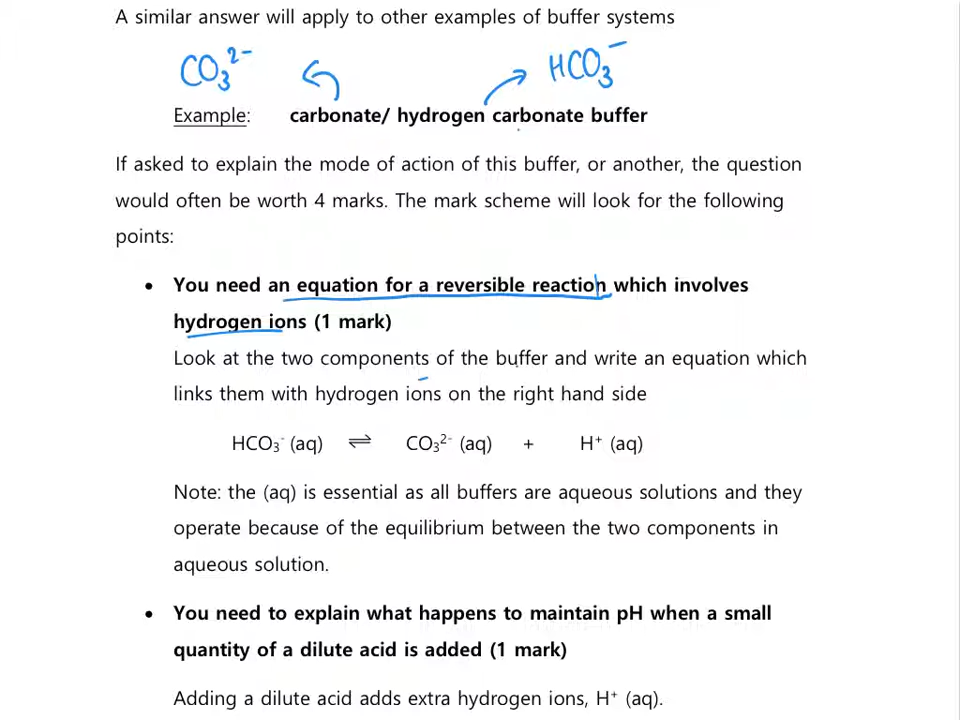 A similar answer will apply to other examples of buffer systems
CO₃²⁻ HCO₃⁻
Example: carbonate/ hydrogen carbonate buffer
If asked to explain the mode of action of this buffer, or another, the question
would often be worth 4 marks. The mark scheme will look for the following
points:
• You need an equation for a reversible reaction which involves
hydrogen ions (1 mark)
Look at the two components of the buffer and write an equation which
links them with hydrogen ions on the right hand side
HCO₃⁻ (aq) ⇌ CO₃²⁻ (aq) + H⁺ (aq)
Note: the (aq) is essential as all buffers are aqueous solutions and they
operate because of the equilibrium between the two components in
aqueous solution.
• You need to explain what happens to maintain pH when a small
quantity of a dilute acid is added (1 mark)
Adding a dilute acid adds extra hydrogen ions, H⁺ (aq).